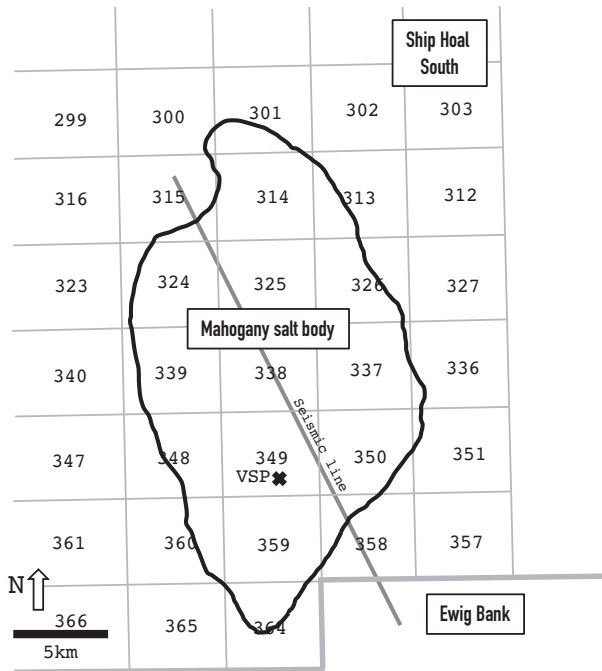 Ship Hoal
South
299 300 301 302 303
316 315 314 313 312
323 324 325 326 327
Mahogany salt body
340 339 338 337 336
Seismic line
347 348 349 350 351
VSP
361 360 359 358 357
N
366 365 364
Ewig Bank
5km